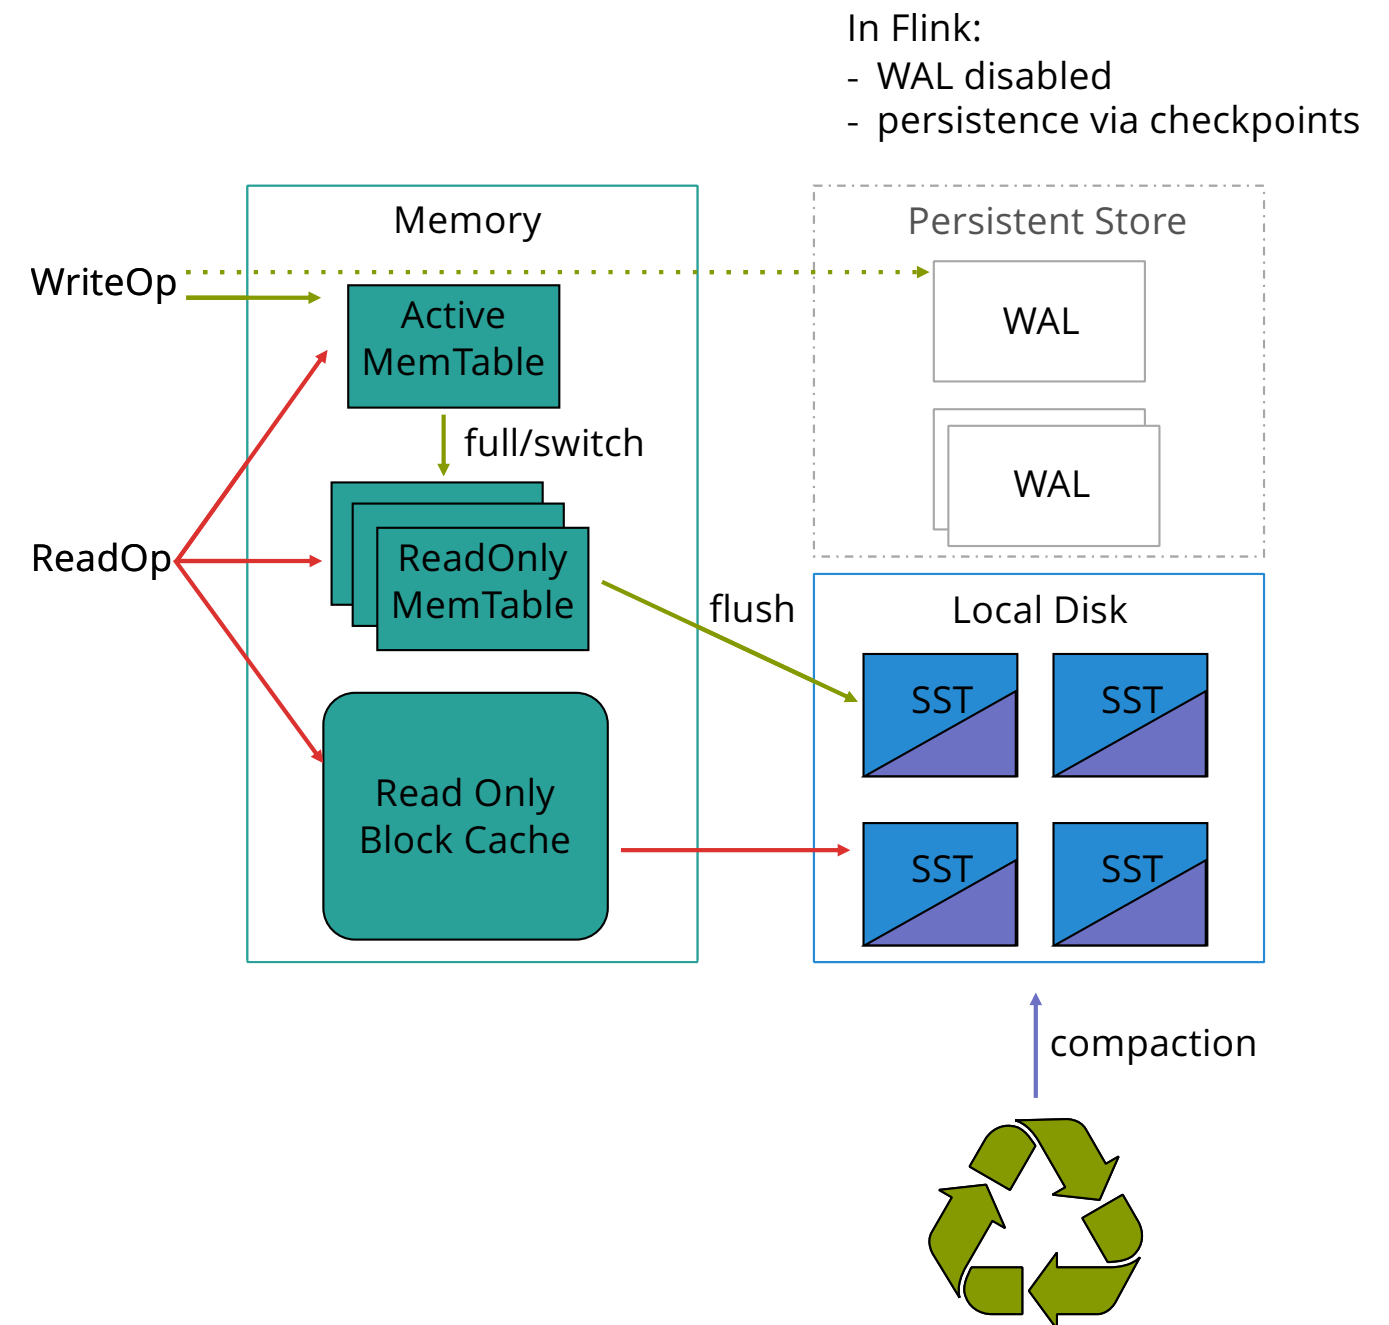 In Flink:
- WAL disabled
- persistence via checkpoints
Memory
Persistent Store
WriteOp
Active
MemTable
WAL
full/switch
WAL
ReadOp
ReadOnly
MemTable
flush
Local Disk
SST
SST
Read Only
Block Cache
SST
SST
compaction